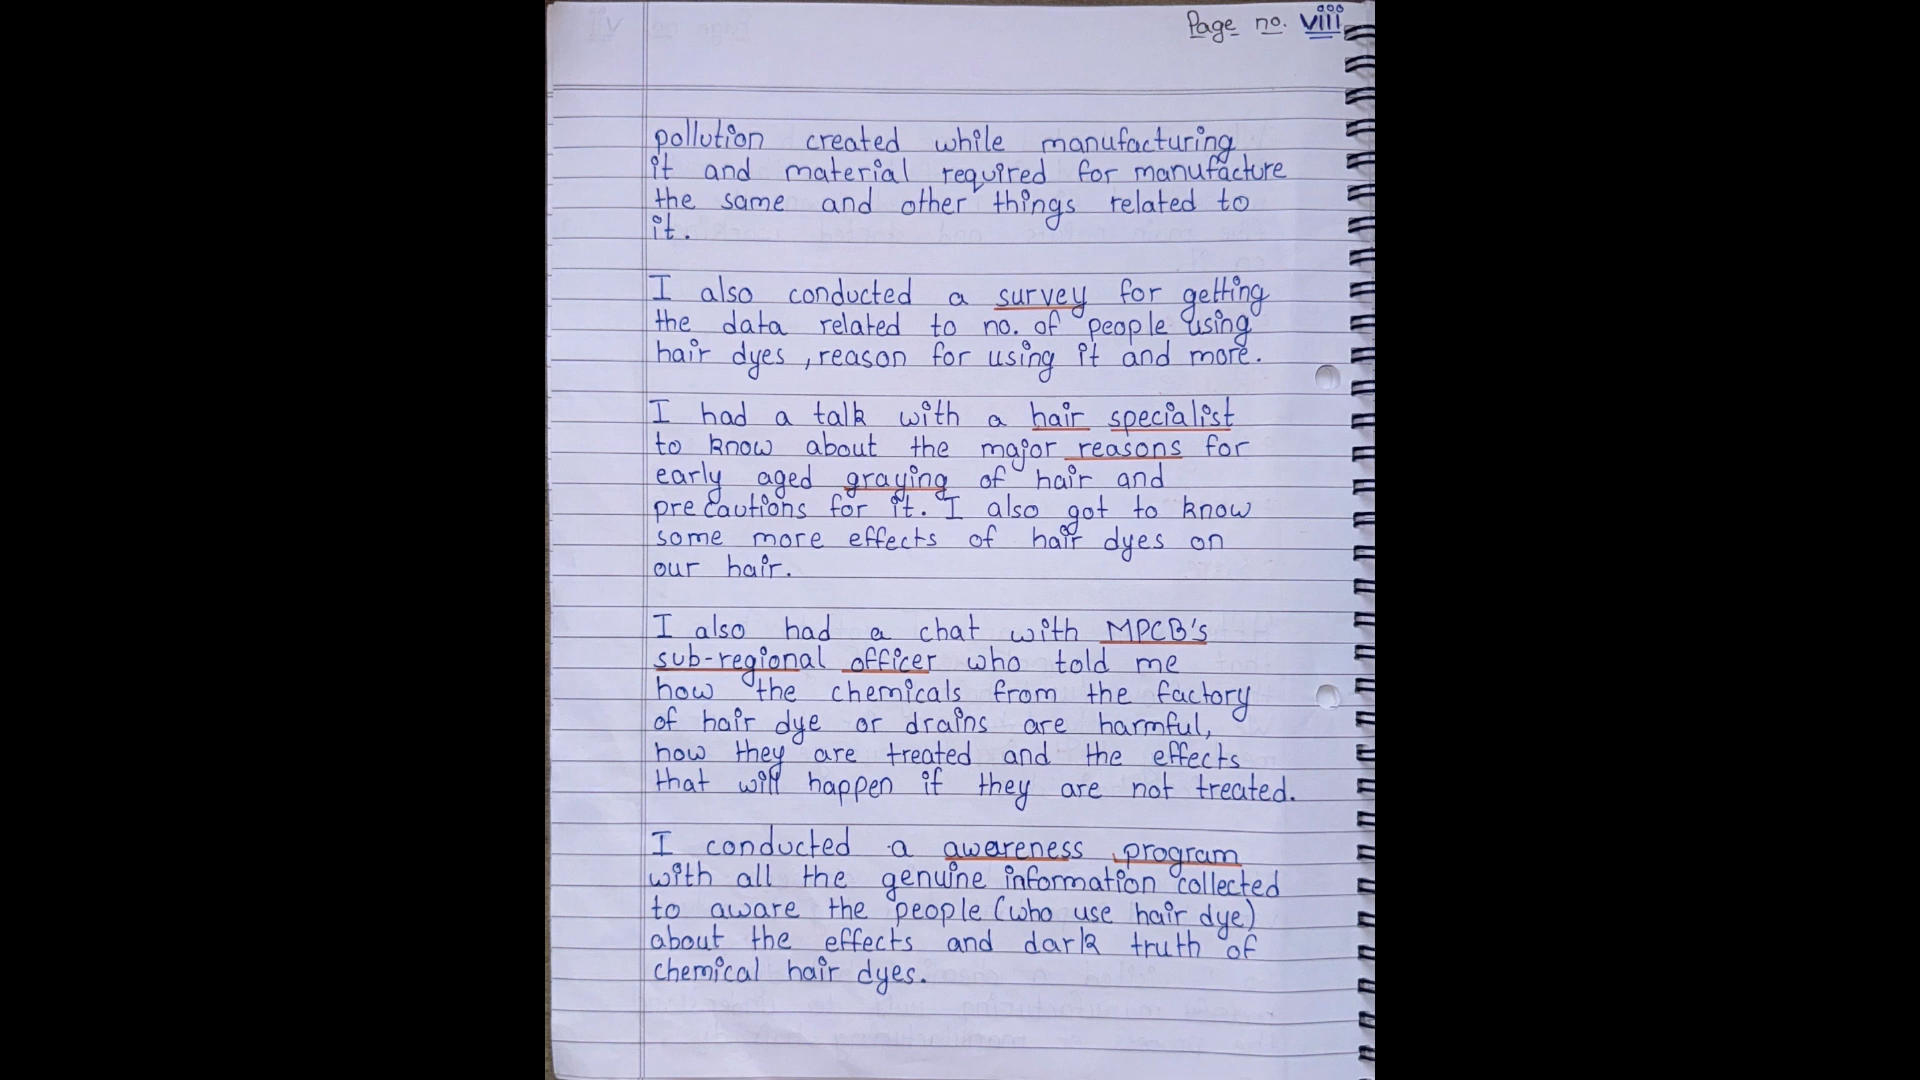 Page no. viii
pollution created while manufacturing
it and material required for manufacture
the same and other things related to
it.
I also conducted a survey for getting
the data related to no. of people using
hair dyes, reason for using it and more.
I had a talk with a hair specialist
to know about the major reasons for
early aged graying of hair and
precautions for it. I also got to know
some more effects of hair dyes on
our hair.
I also had a chat with MPCB's
sub-regional officer who told me
how the chemicals from the factory
of hair dye or drains are harmful,
how they are treated and the effects
that will happen if they are not treated.
I conducted a awareness program
with all the genuine information collected
to aware the people (who use hair dye)
about the effects and dark truth of
chemical hair dyes.